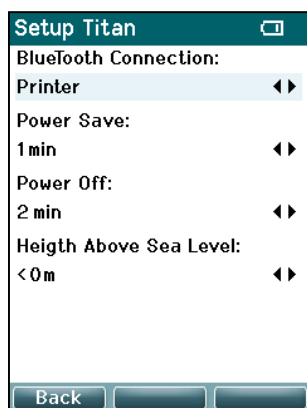 Setup Titan
BlueTooth Connection:
Printer
Power Save:
1 min
Power Off:
2 min
Heigth Above Sea Level:
<0m
Back